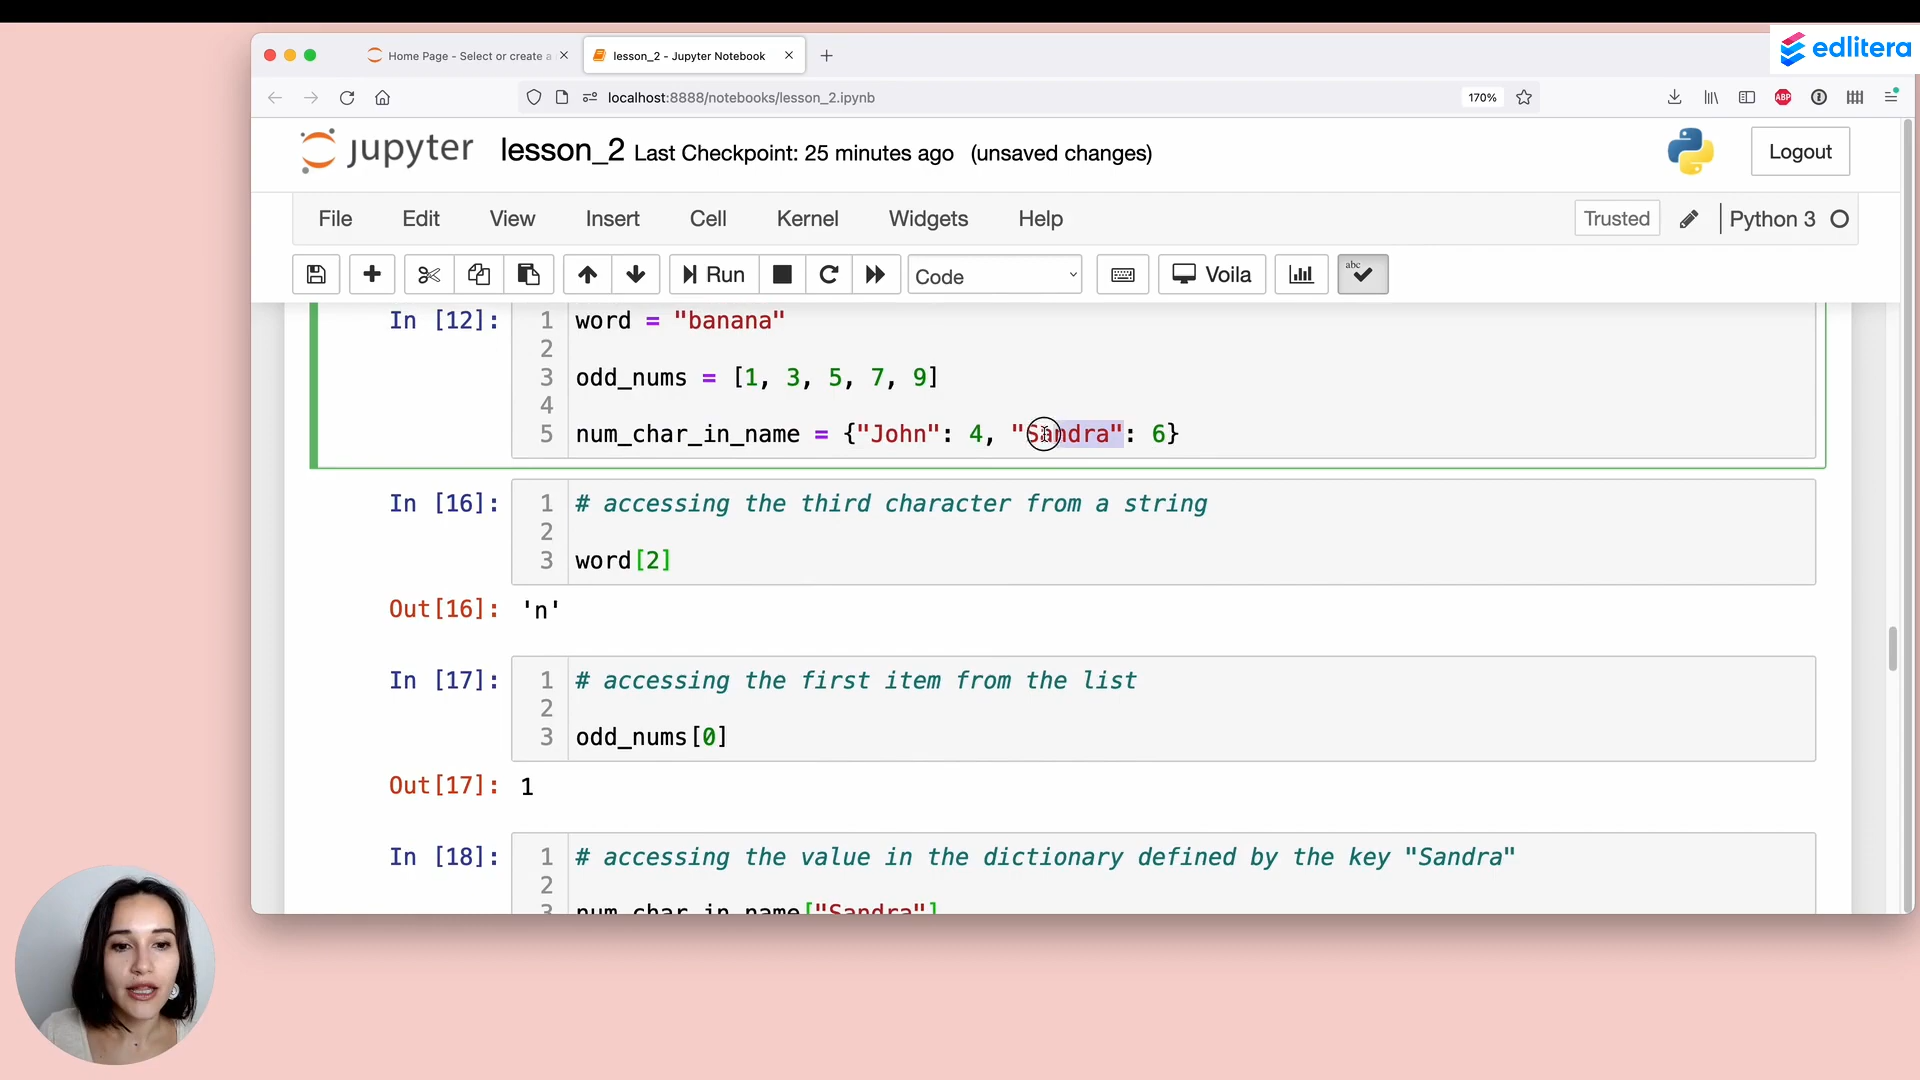 edlitera
Home Page - Select or create a
lesson_2 - Jupyter Notebook
localhost:8888/notebooks/lesson_2.ipynb
170%
ABP
jupyter lesson_2 Last Checkpoint: 25 minutes ago (unsaved changes)
Logout
File Edit View Insert Cell Kernel Widgets Help
Trusted Python 3
Run Code Voila abc
In [12]:
1 word = "banana"
2
3 odd_nums = [1, 3, 5, 7, 9]
4
5 num_char_in_name = {"John": 4, "Sandra": 6}
In [16]:
1 # accessing the third character from a string
2
3 word[2]
Out[16]: 'n'
In [17]:
1 # accessing the first item from the list
2
3 odd_nums[0]
Out[17]: 1
In [18]:
1 # accessing the value in the dictionary defined by the key "Sandra"
2
3 num_char_in_name["Sandra"]